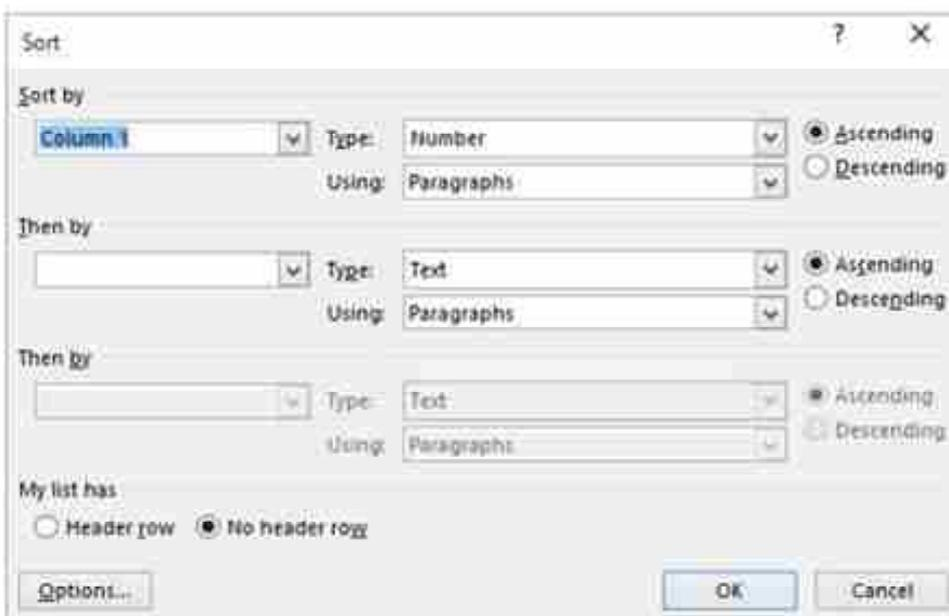 Sort ?
Sort by
Column 1 Type: Number Ascending
Descending
Using: Paragraphs
Then by
Type: Text Ascending
Descending
Using: Paragraphs
Then by
Type: Text Ascending
Descending
Using: Paragraphs
My list has
Header row No header row
Options... OK Cancel